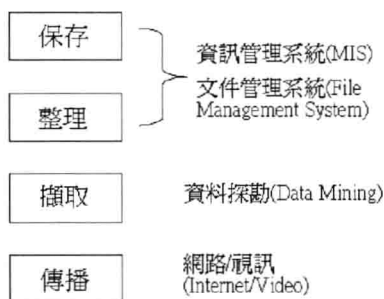 保存
資訊管理系統(MIS)
文件管理系統(File
Management System)
整理
擷取
資料探勘(Data Mining)
傳播
網路/視訊
(Internet/Video)